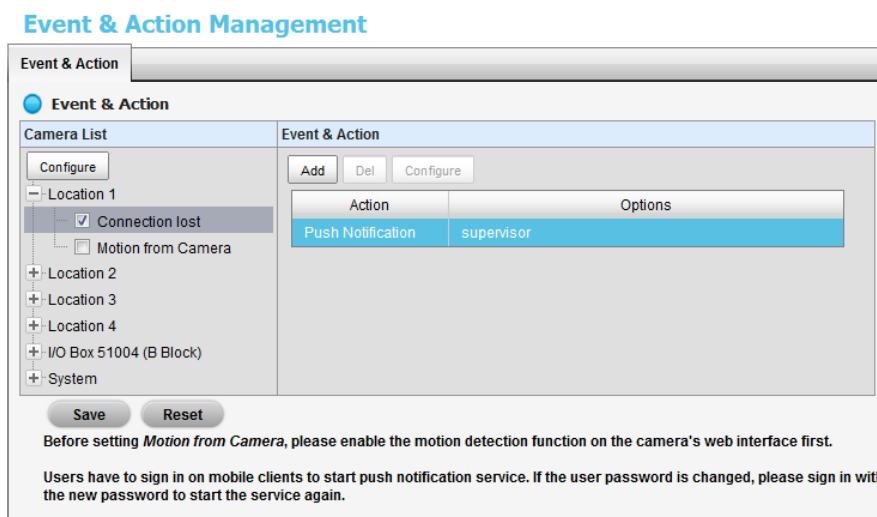 Event & Action Management
Event & Action
Event & Action
Camera List
Event & Action
Configure
Add Del Configure
Location 1
Action Options
Connection lost
Push Notification supervisor
Motion from Camera
Location 2
Location 3
Location 4
I/O Box 51004 (B Block)
System
Save Reset
Before setting Motion from Camera, please enable the motion detection function on the camera's web interface first.
Users have to sign in on mobile clients to start push notification service. If the user password is changed, please sign in with
the new password to start the service again.